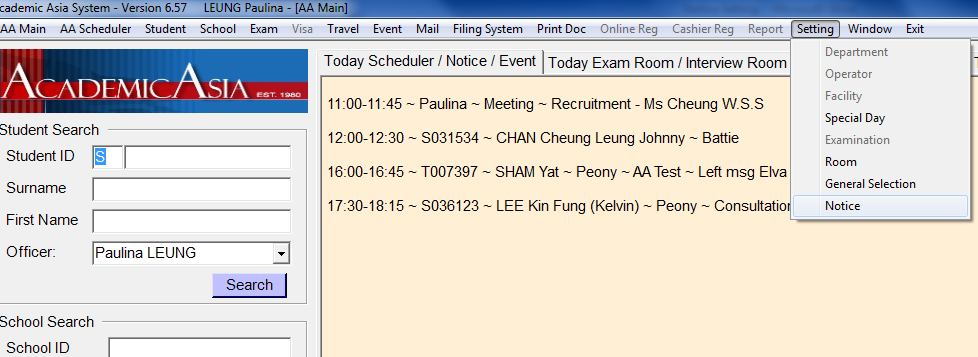 cademic Asia System - Version 6.57 LEUNG Paulina - [AA Main]
AA Main AA Scheduler Student School Exam Visa Travel Event Mail Filing System Print Doc Online Reg Cashier Reg Report Setting Window Exit
ACADEMIC ASIA EST. 1980
Student Search
Student ID S
Surname
First Name
Officer: Paulina LEUNG
Search
School Search
School ID
Today Scheduler / Notice / Event Today Exam Room / Interview Room
11:00-11:45 ~ Paulina ~ Meeting ~ Recruitment - Ms Cheung W.S.S
12:00-12:30 ~ S031534 ~ CHAN Cheung Leung Johnny ~ Battie
16:00-16:45 ~ T007397 ~ SHAM Yat ~ Peony ~ AA Test ~ Left msg Elva
17:30-18:15 ~ S036123 ~ LEE Kin Fung (Kelvin) ~ Peony ~ Consultation
Department
Operator
Facility
Special Day
Examination
Room
General Selection
Notice